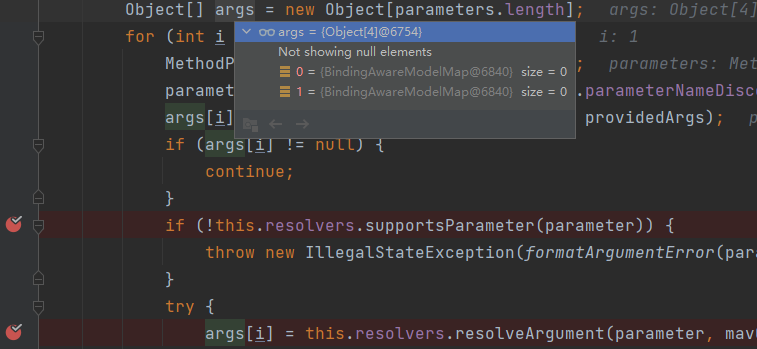 Object[] args = new Object[parameters.length]; args: Object[4]
for (int i i: 1
args = {Object[4]@6754}
Not showing null elements
0 = {BindingAwareModelMap@6840} size = 0
1 = {BindingAwareModelMap@6840} size = 0
MethodP ; parameters: Met
paramet .parameterNameDisco
args[i] providedArgs); p
if (args[i] != null) {
continue;
}
if (!this.resolvers.supportsParameter(parameter)) {
throw new IllegalStateException(formatArgumentError(para
}
try {
args[i] = this.resolvers.resolveArgument(parameter, mavC